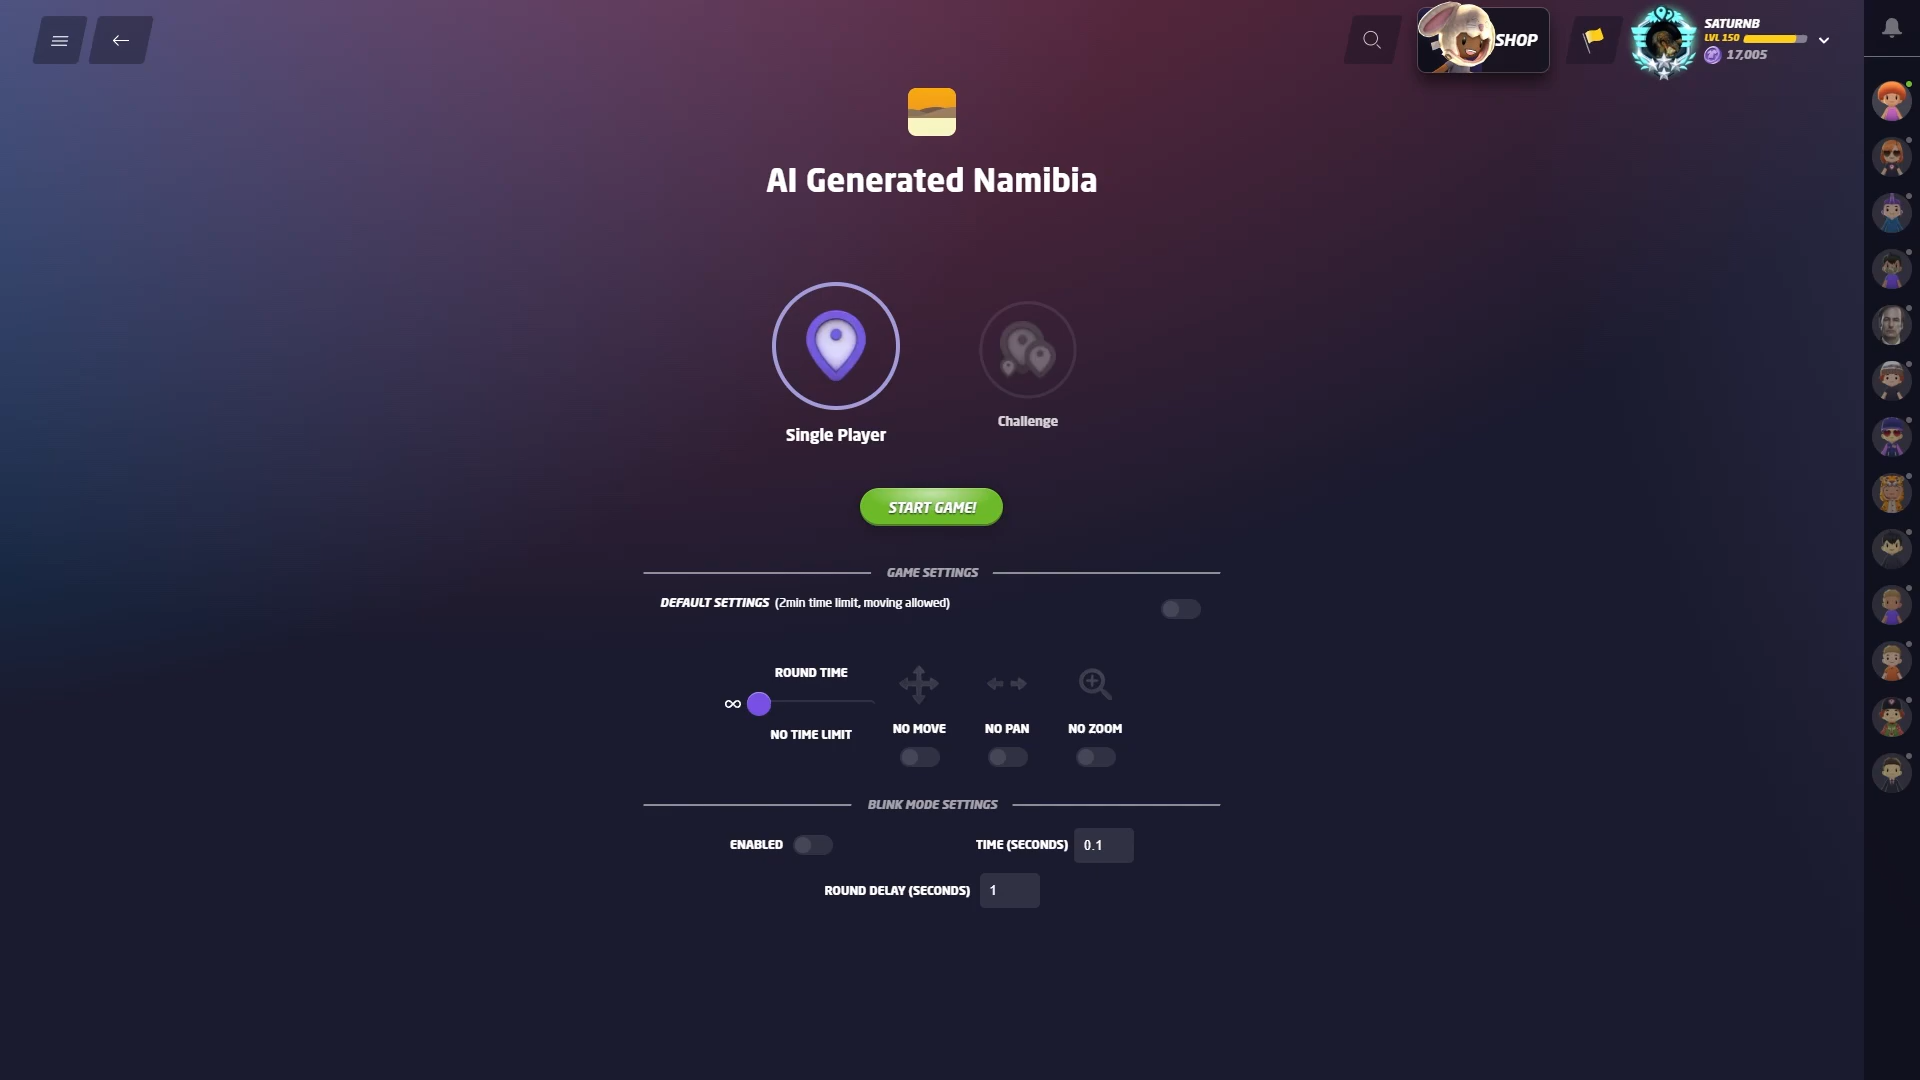 SHOP
SATURNB
LVL 150
17,005
AI Generated Namibia
Single Player
Challenge
START GAME!
GAME SETTINGS
DEFAULT SETTINGS (2min time limit, moving allowed)
ROUND TIME
∞
NO TIME LIMIT
NO MOVE
NO PAN
NO ZOOM
BLINK MODE SETTINGS
ENABLED
TIME (SECONDS) 0.1
ROUND DELAY (SECONDS) 1